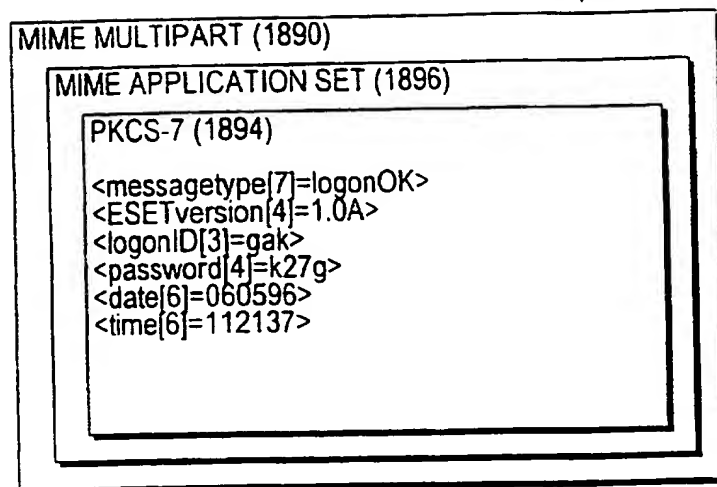 MIME MULTIPART (1890)
MIME APPLICATION SET (1896)
PKCS-7 (1894)
<messagetype[7]=logonOK>
<ESETversion[4]=1.0A>
<logonID[3]=gak>
<password[4]=k27g>
<date[6]=060596>
<time[6]=112137>